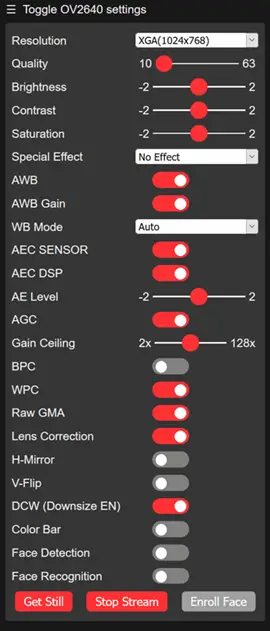 ☰ Toggle OV2640 settings
Resolution XGA(1024x768)
Quality 10 63
Brightness -2 2
Contrast -2 2
Saturation -2 2
Special Effect No Effect
AWB
AWB Gain
WB Mode Auto
AEC SENSOR
AEC DSP
AE Level -2 2
AGC
Gain Ceiling 2x 128x
BPC
WPC
Raw GMA
Lens Correction
H-Mirror
V-Flip
DCW (Downsize EN)
Color Bar
Face Detection
Face Recognition
Get Still Stop Stream Enroll Face